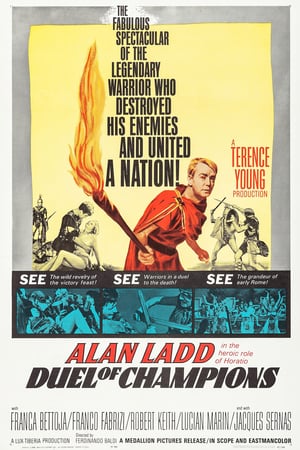 THE
FABULOUS
SPECTACULAR
OF THE
LEGENDARY
WARRIOR WHO
DESTROYED
HIS ENEMIES
AND UNITED
A NATION!
A
TERENCE
YOUNG
PRODUCTION
SEE The wild revelry of the victory feast!
SEE Warriors in a duel to the death!
SEE The grandeur of early Rome!
ALAN LADD in the heroic role of Horatio
DUEL OF CHAMPIONS
with FRANCA BETTOJA/FRANCO FABRIZI/ROBERT KEITH/LUCIAN MARIN/and with JACQUES SERNAS
A LUX-TIBERIA PRODUCTION / Directed by FERDINANDO BALDI / A MEDALLION PICTURES RELEASE/IN SCOPE and EASTMANCOLOR